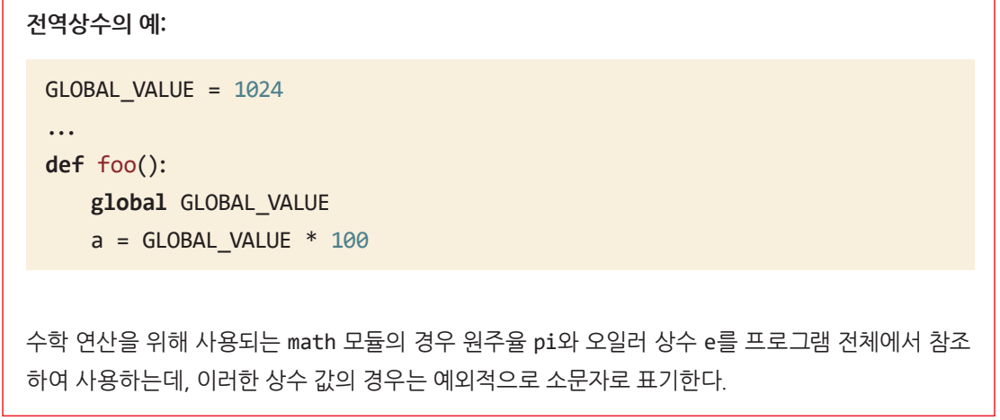 전역상수의 예:
GLOBAL_VALUE = 1024
...
def foo():
    global GLOBAL_VALUE
    a = GLOBAL_VALUE * 100
수학 연산을 위해 사용되는 math 모듈의 경우 원주율 pi와 오일러 상수 e를 프로그램 전체에서 참조
하여 사용하는데, 이러한 상수 값의 경우는 예외적으로 소문자로 표기한다.